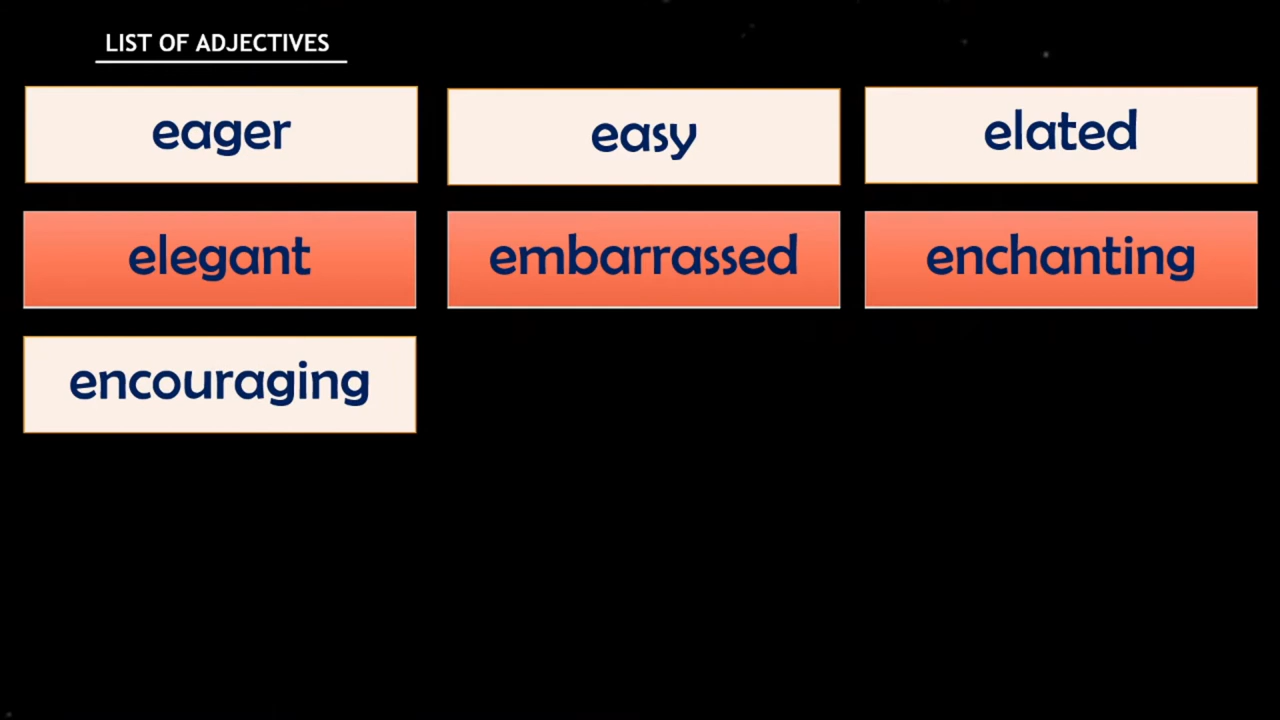 LIST OF ADJECTIVES
eager
easy
elated
elegant
embarrassed
enchanting
encouraging